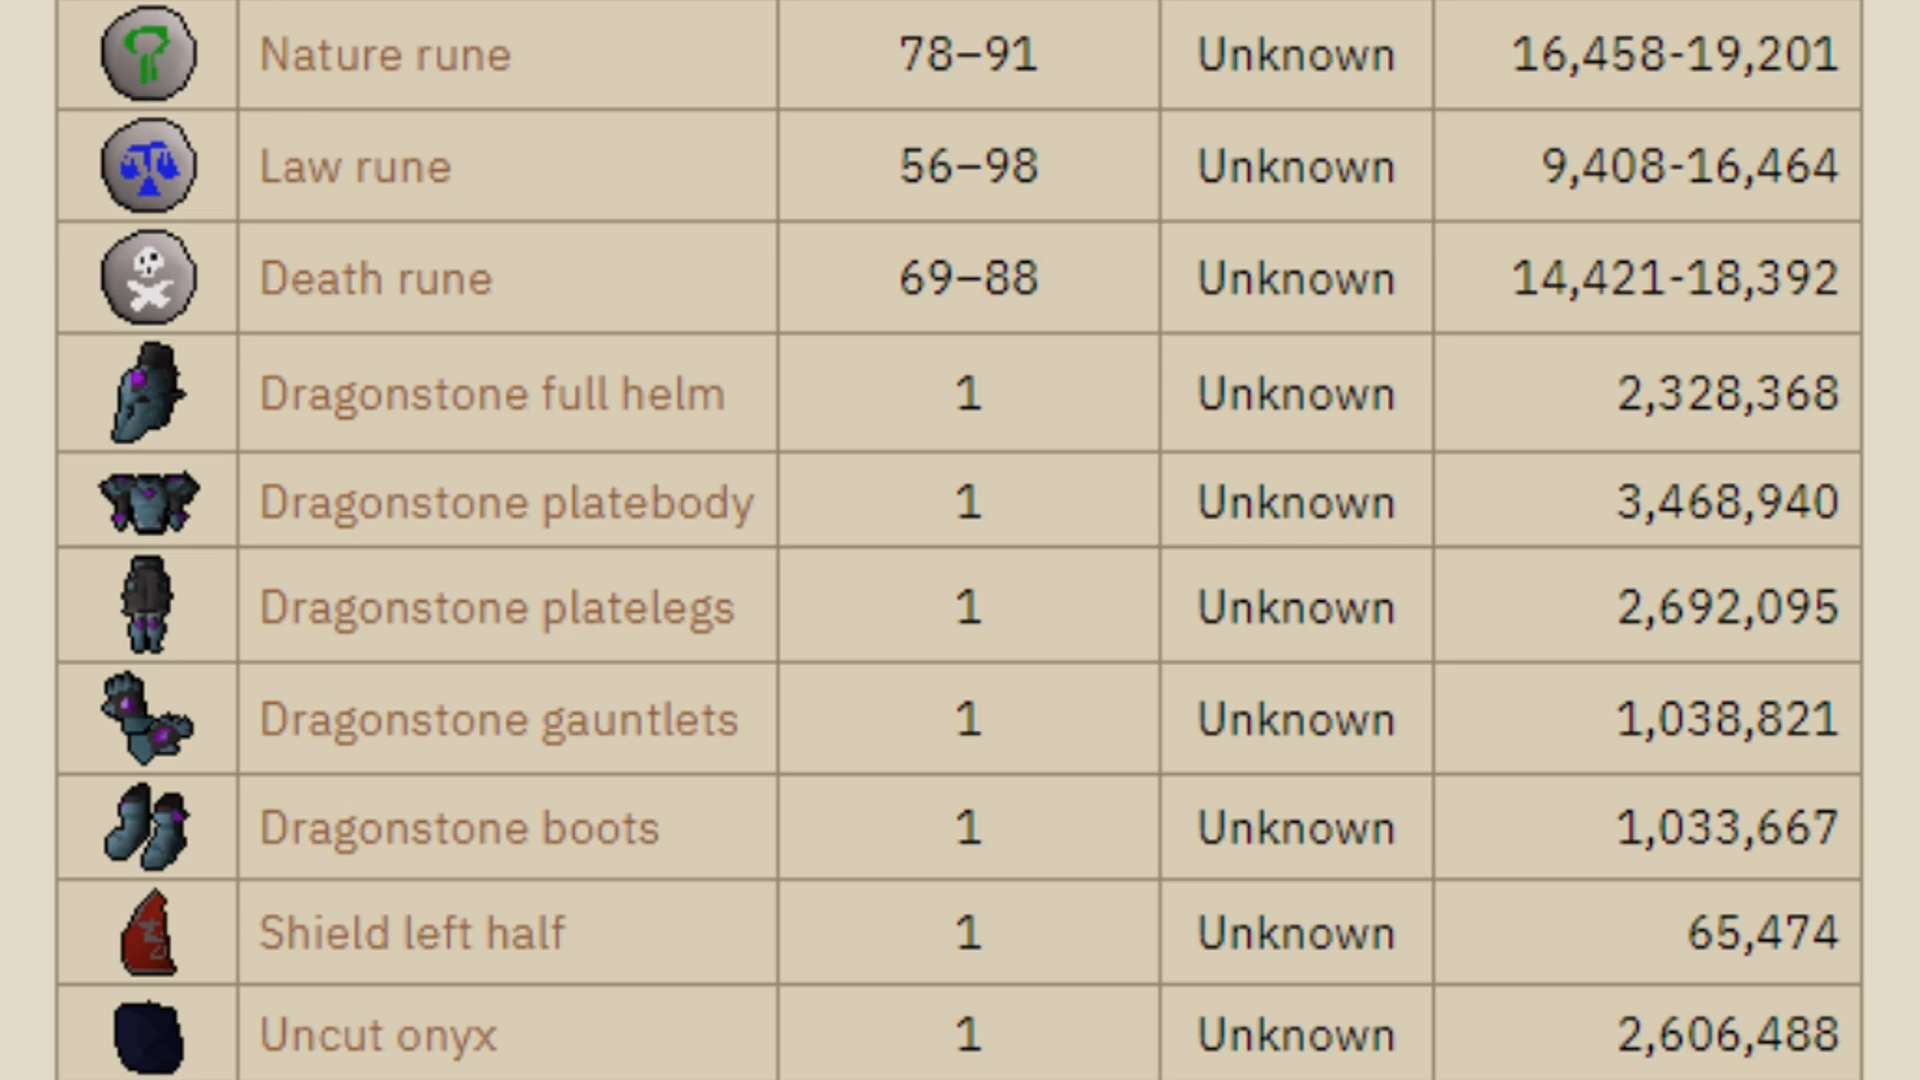 Nature rune 78–91 Unknown 16,458-19,201
Law rune 56–98 Unknown 9,408-16,464
Death rune 69–88 Unknown 14,421-18,392
Dragonstone full helm 1 Unknown 2,328,368
Dragonstone platebody 1 Unknown 3,468,940
Dragonstone platelegs 1 Unknown 2,692,095
Dragonstone gauntlets 1 Unknown 1,038,821
Dragonstone boots 1 Unknown 1,033,667
Shield left half 1 Unknown 65,474
Uncut onyx 1 Unknown 2,606,488